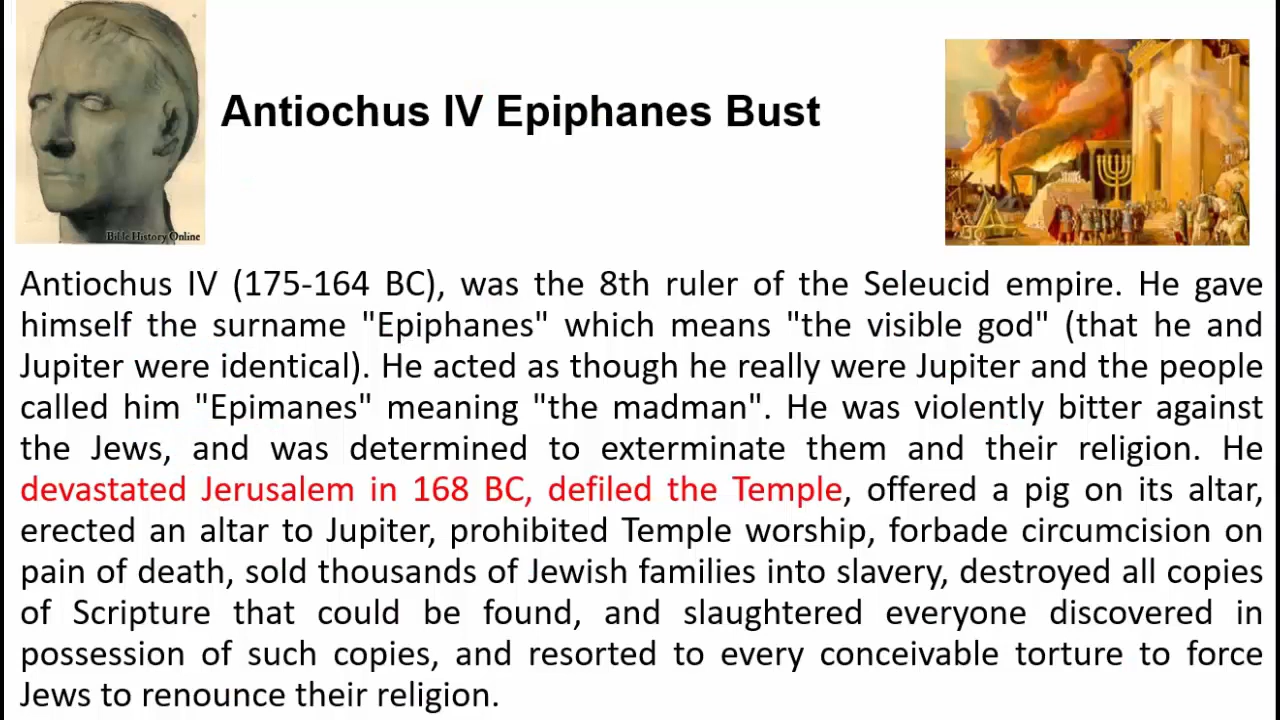 Antiochus IV Epiphanes Bust
Bible History Online
Antiochus IV (175-164 BC), was the 8th ruler of the Seleucid empire. He gave
himself the surname "Epiphanes" which means "the visible god" (that he and
Jupiter were identical). He acted as though he really were Jupiter and the people
called him "Epimanes" meaning "the madman". He was violently bitter against
the Jews, and was determined to exterminate them and their religion. He
devastated Jerusalem in 168 BC, defiled the Temple, offered a pig on its altar,
erected an altar to Jupiter, prohibited Temple worship, forbade circumcision on
pain of death, sold thousands of Jewish families into slavery, destroyed all copies
of Scripture that could be found, and slaughtered everyone discovered in
possession of such copies, and resorted to every conceivable torture to force
Jews to renounce their religion.